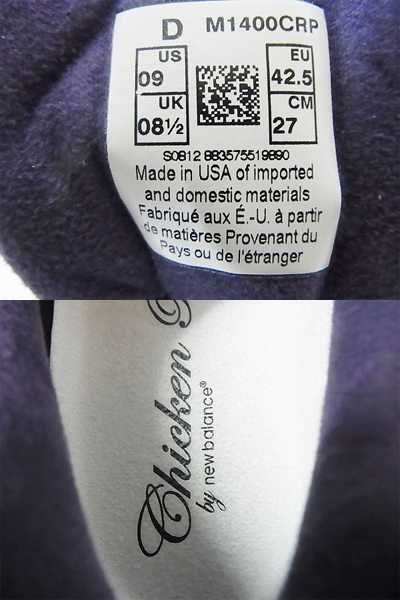 D M1400CRP
US
09
EU
42.5
UK
08½
CM
27
S0812 883575519890
Made in USA of imported
and domestic materials
Fabriqué aux É.-U. à partir
de matières Provenant du
Pays ou de l'étranger
Chicken
by new balance®